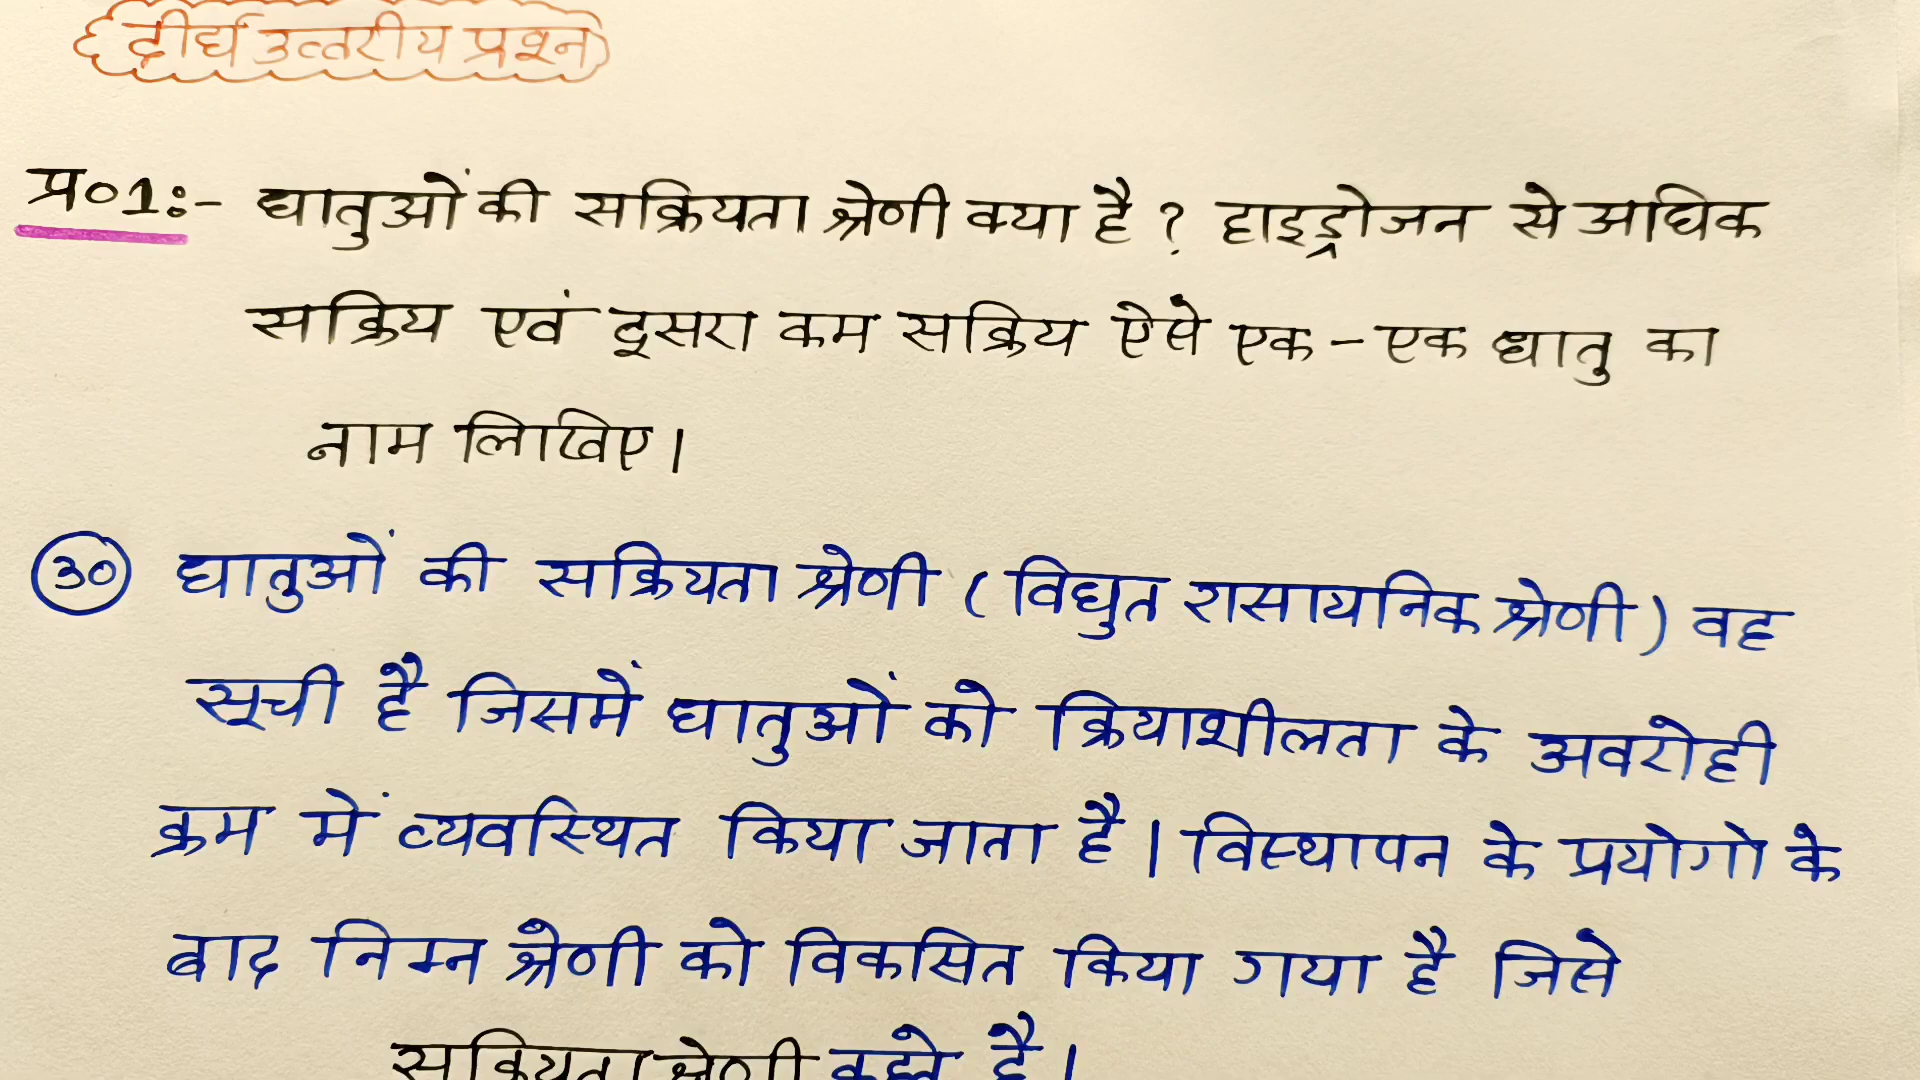 दीर्घ उत्तरीय प्रश्न
प्र०1:- धातुओं की सक्रियता श्रेणी क्या है ? हाइड्रोजन से अधिक
सक्रिय एवं दूसरा कम सक्रिय ऐसे एक - एक धातु का
नाम लिखिए।
उ० धातुओं की सक्रियता श्रेणी ( विधुत रासायनिक श्रेणी ) वह
सूची है जिसमें धातुओं को क्रियाशीलता के अवरोही
क्रम में व्यवस्थित किया जाता है। विस्थापन के प्रयोगो के
बाद निम्न श्रेणी को विकसित किया गया है जिसे
सक्रियता श्रेणी कहते है।